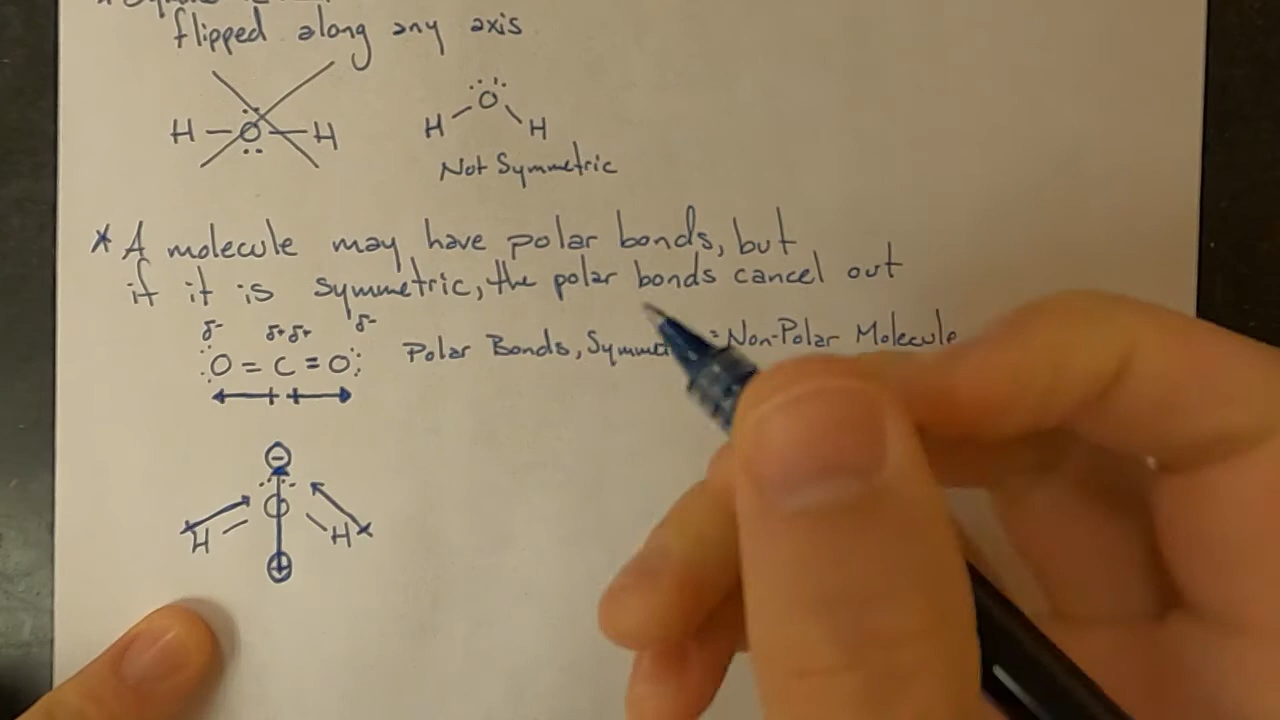 flipped along any axis
H – O – H
O
H H
Not Symmetric
* A molecule may have polar bonds, but
if it is symmetric, the polar bonds cancel out
δ- δ+ δ+ δ-
:O = C = O: Polar Bonds, = Non-Polar Molecule
-
O
H H
+